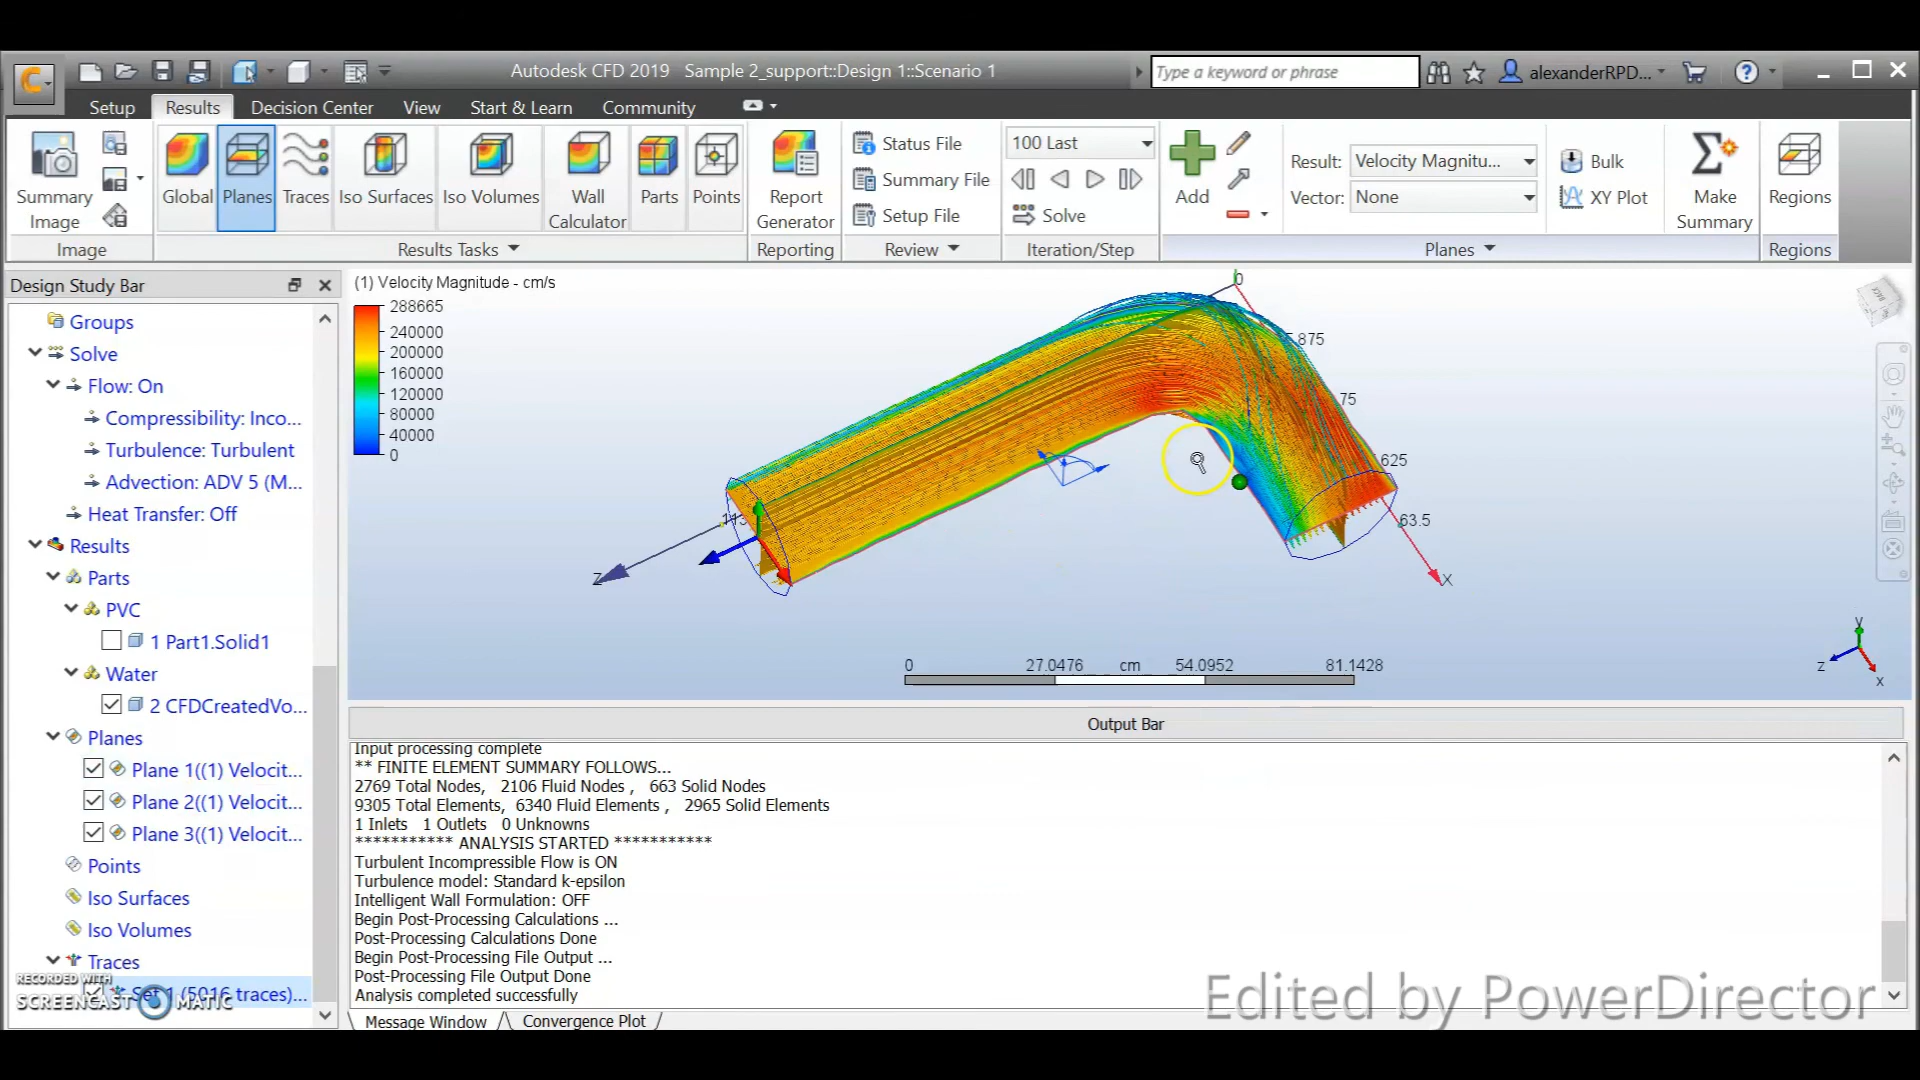 Autodesk CFD 2019 Sample 2_support::Design 1::Scenario 1
Type a keyword or phrase
alexanderRPD...
Setup Results Decision Center View Start & Learn Community
Summary Image
Global
Planes
Traces
Iso Surfaces
Iso Volumes
Wall Calculator
Parts
Points
Report Generator
Status File
Summary File
Setup File
100 Last
Solve
Add
Result: Velocity Magnitu...
Vector: None
Bulk
XY Plot
Make Summary
Regions
Image
Results Tasks
Reporting
Review
Iteration/Step
Planes
Regions
Design Study Bar
Groups
Solve
Flow: On
Compressibility: Inco...
Turbulence: Turbulent
Advection: ADV 5 (M...
Heat Transfer: Off
Results
Parts
PVC
1 Part1.Solid1
Water
2 CFDCreatedVo...
Planes
Plane 1((1) Velocit...
Plane 2((1) Velocit...
Plane 3((1) Velocit...
Points
Iso Surfaces
Iso Volumes
Traces
Set 1 (5016 traces)...
RECORDED WITH
SCREENCAST MATIC
(1) Velocity Magnitude - cm/s
288665
240000
200000
160000
120000
80000
40000
0
0
875
75
625
63.5
Z
X
BACK
y
z
x
0 27.0476 cm 54.0952 81.1428
Output Bar
Input processing complete
** FINITE ELEMENT SUMMARY FOLLOWS...
2769 Total Nodes, 2106 Fluid Nodes , 663 Solid Nodes
9305 Total Elements, 6340 Fluid Elements , 2965 Solid Elements
1 Inlets 1 Outlets 0 Unknowns
*********** ANALYSIS STARTED ***********
Turbulent Incompressible Flow is ON
Turbulence model: Standard k-epsilon
Intelligent Wall Formulation: OFF
Begin Post-Processing Calculations ...
Post-Processing Calculations Done
Begin Post-Processing File Output ...
Post-Processing File Output Done
Analysis completed successfully
Message Window Convergence Plot
Edited by PowerDirector